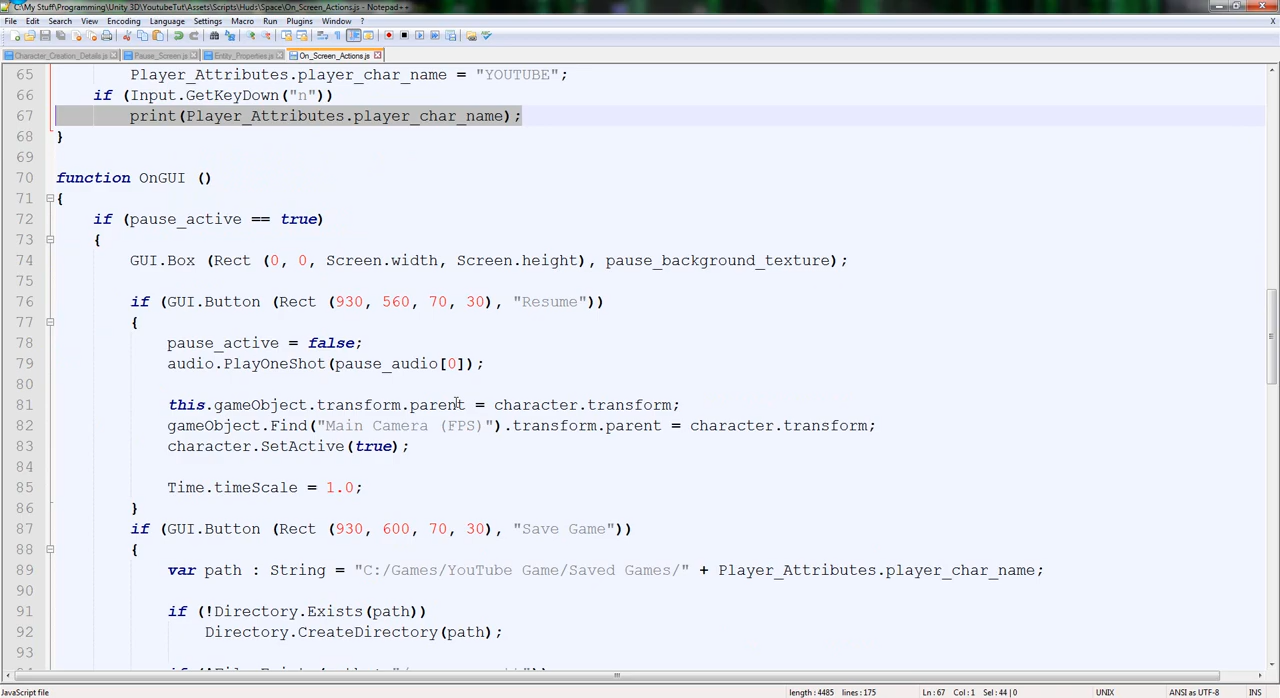 C:\My Stuff\Programming\Unity 3D\YoutubeTut\Assets\Scripts\Huds\Space\On_Screen_Actions.js - Notepad++
File Edit Search View Encoding Language Settings Macro Run Plugins Window ? X
Character_Creation_Details.js Pause_Screen.js Entity_Properties.js On_Screen_Actions.js
65 Player_Attributes.player_char_name = "YOUTUBE";
66 if (Input.GetKeyDown("n"))
67 print(Player_Attributes.player_char_name);
68 }
69
70 function OnGUI ()
71 {
72 if (pause_active == true)
73 {
74 GUI.Box (Rect (0, 0, Screen.width, Screen.height), pause_background_texture);
75
76 if (GUI.Button (Rect (930, 560, 70, 30), "Resume"))
77 {
78 pause_active = false;
79 audio.PlayOneShot(pause_audio[0]);
80
81 this.gameObject.transform.parent = character.transform;
82 gameObject.Find("Main Camera (FPS)").transform.parent = character.transform;
83 character.SetActive(true);
84
85 Time.timeScale = 1.0;
86 }
87 if (GUI.Button (Rect (930, 600, 70, 30), "Save Game"))
88 {
89 var path : String = "C:/Games/YouTube Game/Saved Games/" + Player_Attributes.player_char_name;
90
91 if (!Directory.Exists(path))
92 Directory.CreateDirectory(path);
93
JavaScript file length : 4485 lines : 175 Ln : 67 Col : 1 Sel : 44 | 0 UNIX ANSI as UTF-8 INS